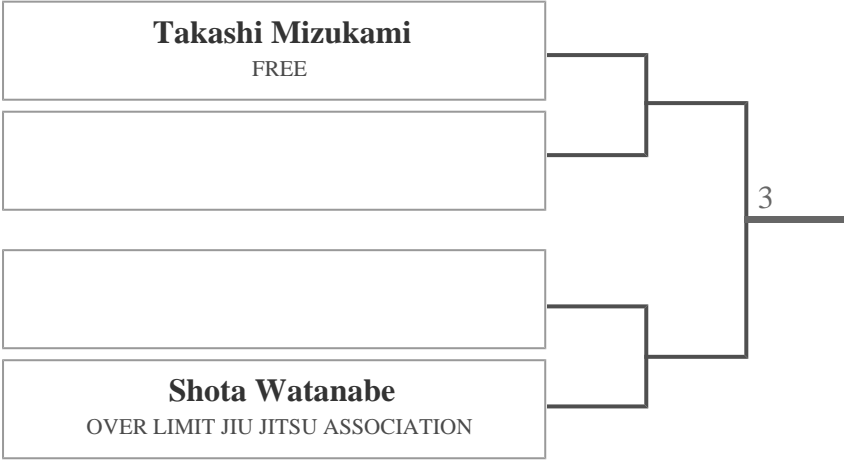 Takashi Mizukami
FREE
3
Shota Watanabe
OVER LIMIT JIU JITSU ASSOCIATION